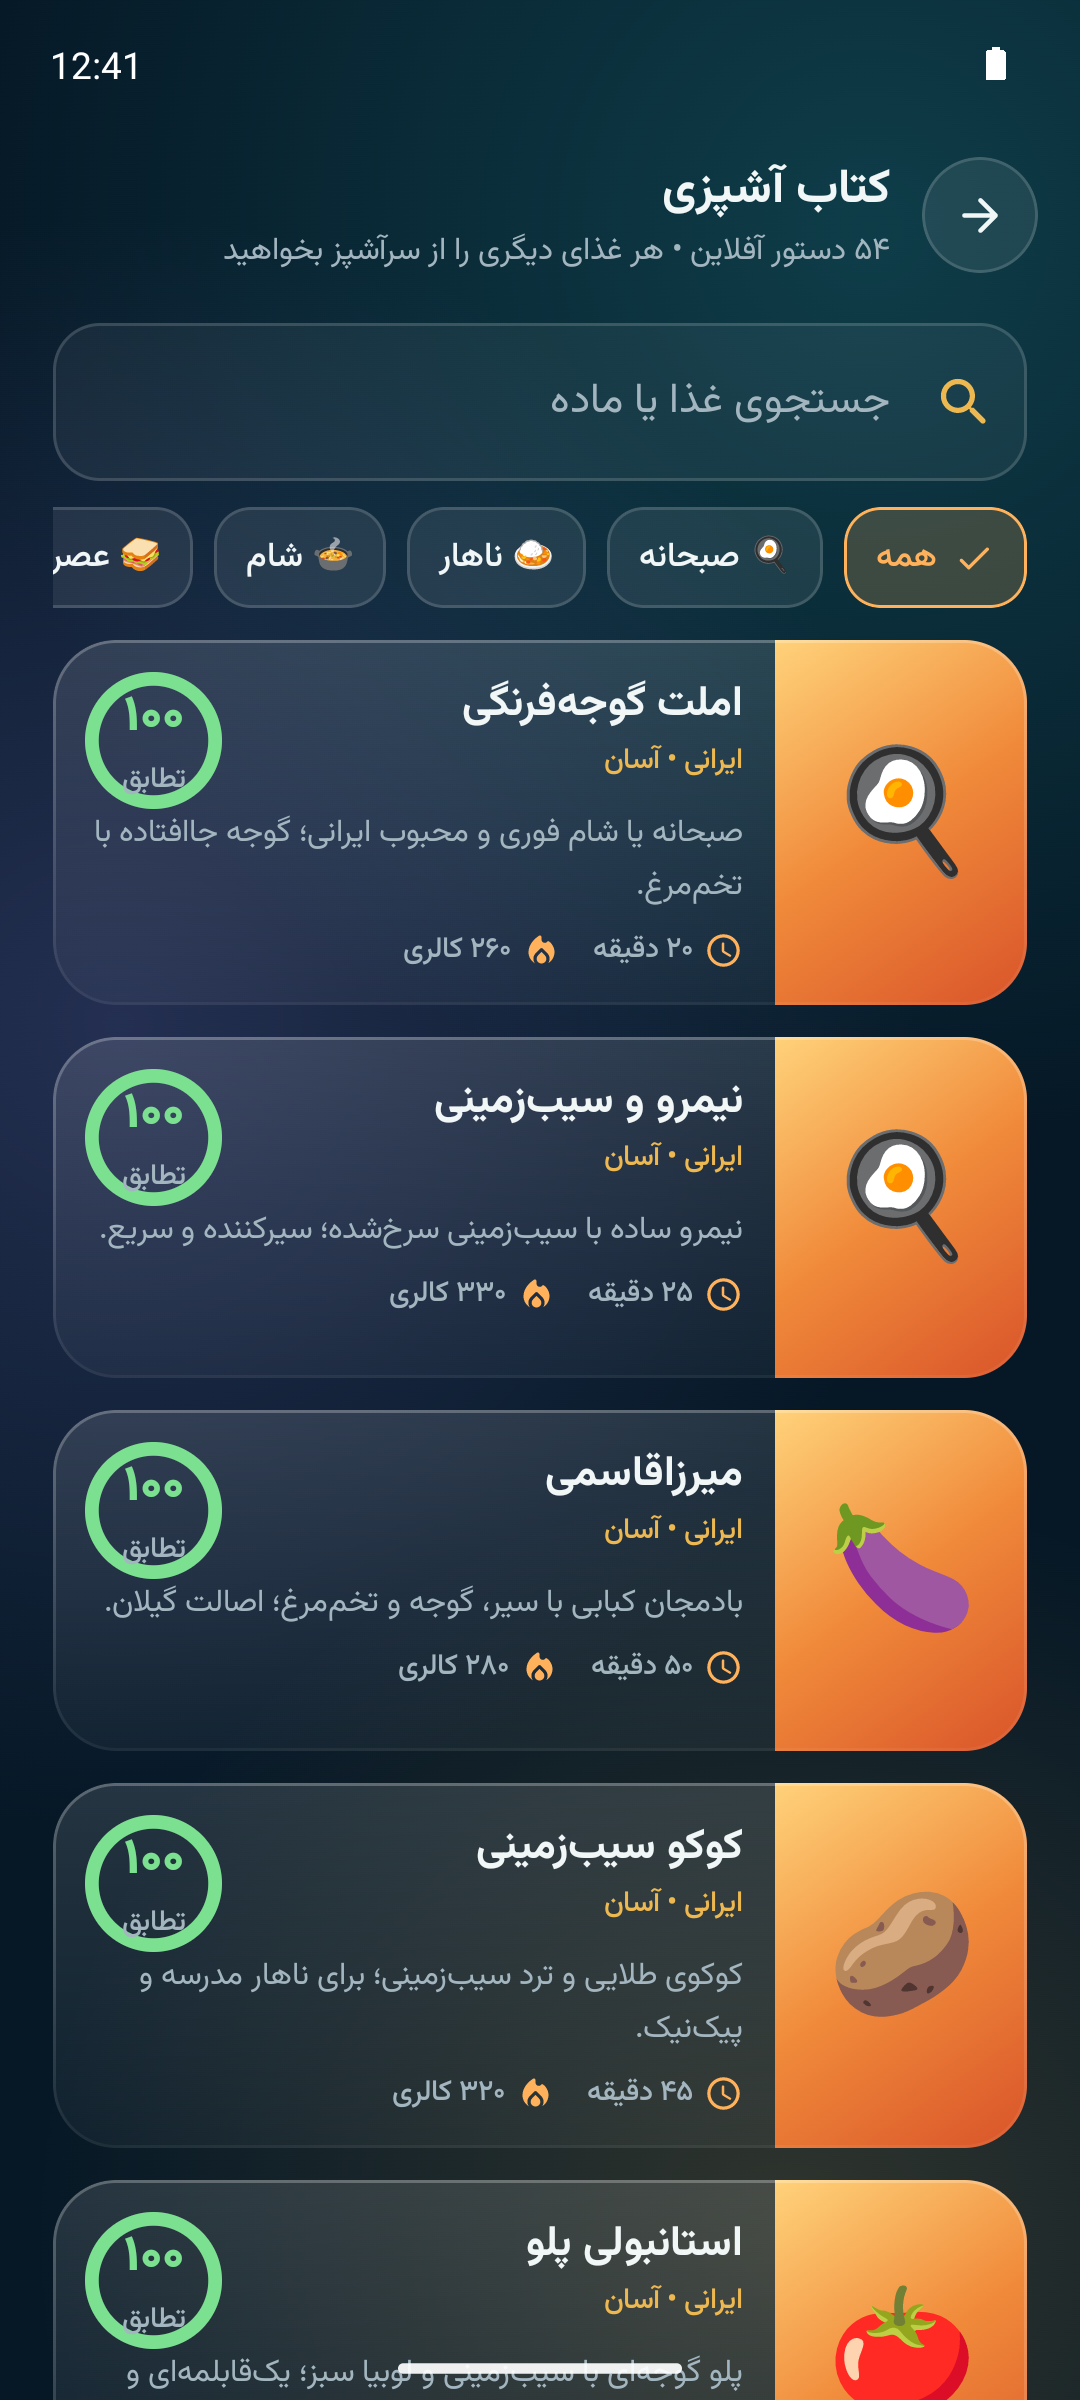 12:41
کتاب آشپزی
۵۴ دستور آفلاین • هر غذای دیگری را از سرآشپز بخواهید
جستجوی غذا یا ماده
همه
صبحانه
ناهار
شام
عصر
املت گوجه‌فرنگی
ایرانی • آسان
۱۰۰
تطابق
صبحانه یا شام فوری و محبوب ایرانی؛ گوجه جاافتاده با
تخم‌مرغ.
۲۰ دقیقه
۲۶۰ کالری
نیمرو و سیب‌زمینی
ایرانی • آسان
۱۰۰
تطابق
نیمرو ساده با سیب‌زمینی سرخ‌شده؛ سیرکننده و سریع.
۲۵ دقیقه
۳۳۰ کالری
میرزاقاسمی
ایرانی • آسان
۱۰۰
تطابق
بادمجان کبابی با سیر، گوجه و تخم‌مرغ؛ اصالت گیلان.
۵۰ دقیقه
۲۸۰ کالری
کوکو سیب‌زمینی
ایرانی • آسان
۱۰۰
تطابق
کوکوی طلایی و ترد سیب‌زمینی؛ برای ناهار مدرسه و
پیک‌نیک.
۴۵ دقیقه
۳۲۰ کالری
استانبولی پلو
ایرانی • آسان
۱۰۰
تطابق
پلو گوجه‌ای با سیب‌زمینی و لوبیا سبز؛ یک‌قابلمه‌ای و